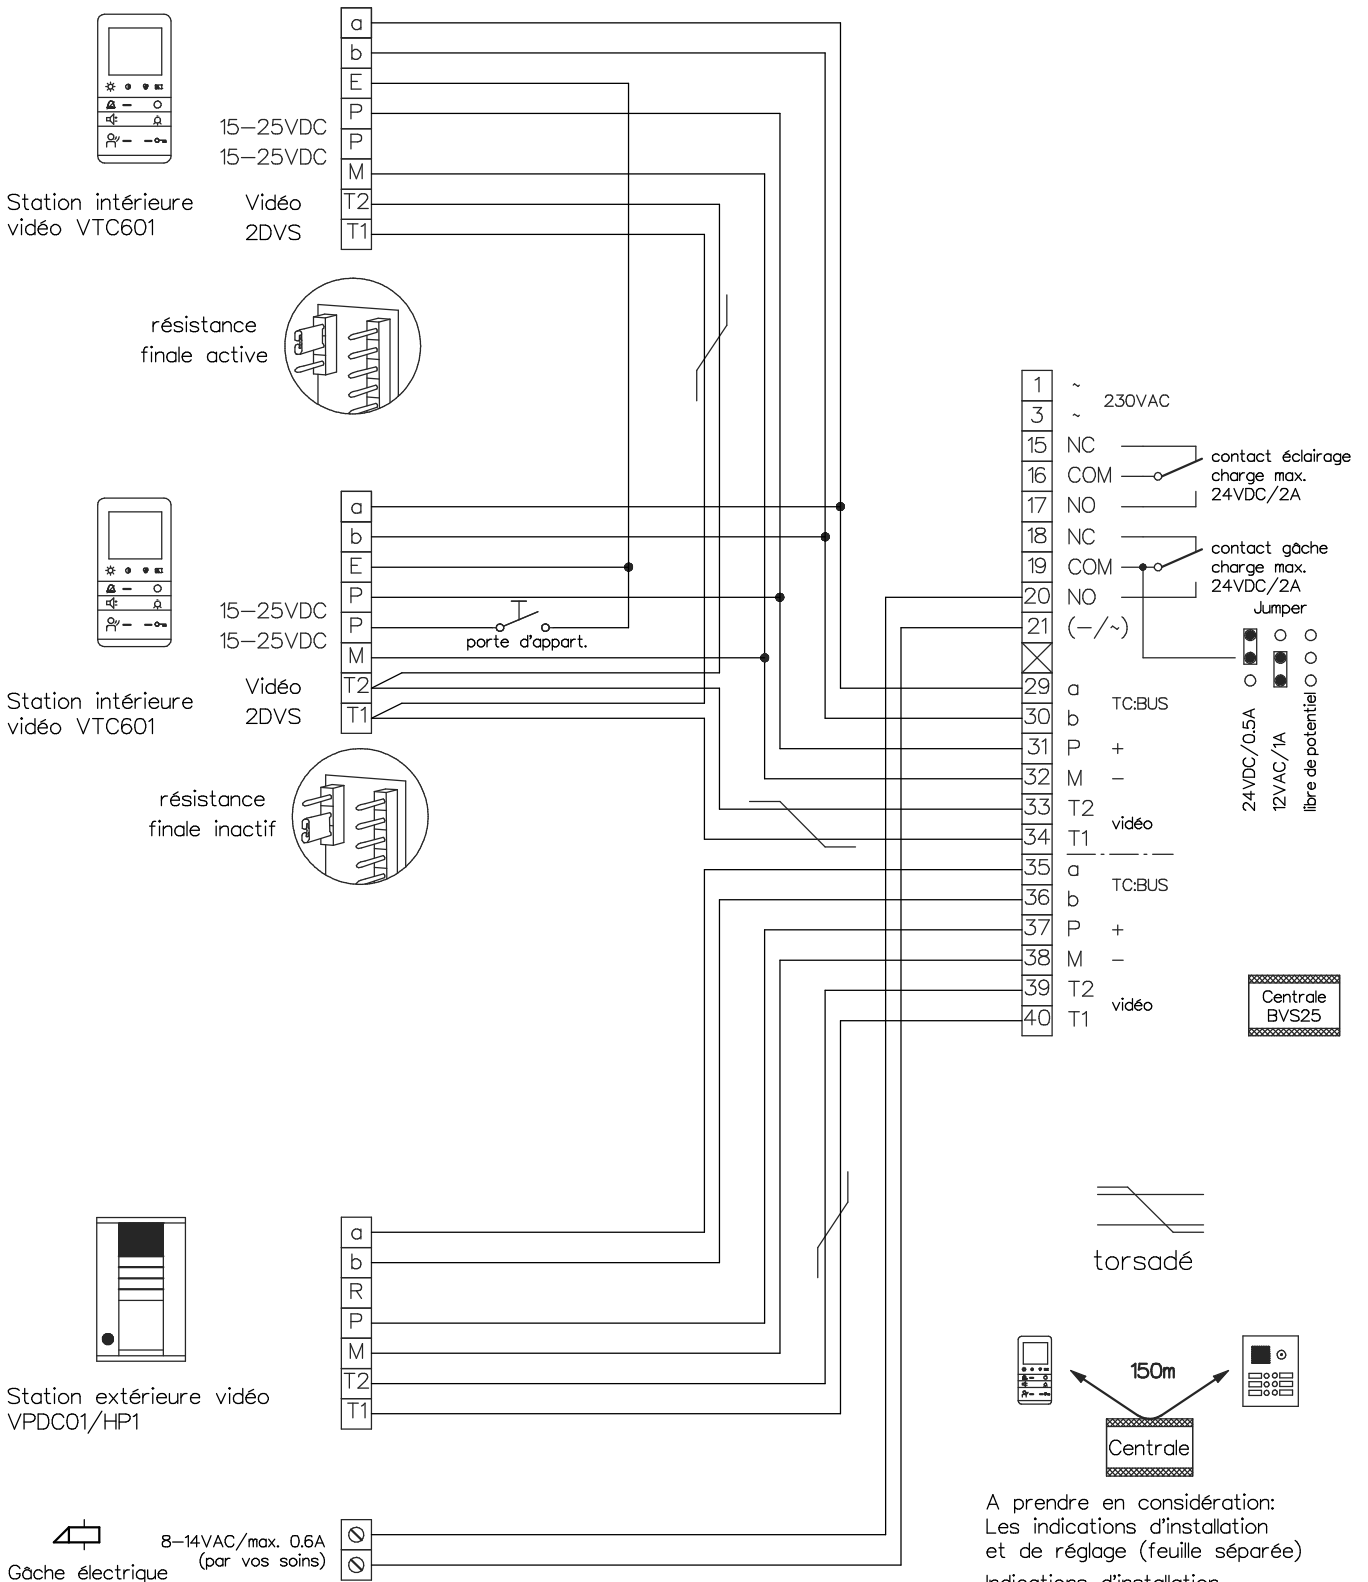 a
b
E
P
15-25VDC
P
15-25VDC
M
Station intérieure
vidéo VTC601
Vidéo
2DVS
T2
T1
résistance
finale active
1 ~
230VAC
3 ~
15 NC
16 COM
17 NO
contact éclairage
charge max.
24VDC/2A
18 NC
19 COM
20 NO
contact gâche
charge max.
24VDC/2A
Jumper
21 (-/~)
24VDC/0.5A
12VAC/1A
libre de potentiel
29 a
TC:BUS
30 b
31 P +
32 M -
33 T2
vidéo
34 T1
35 a
TC:BUS
36 b
37 P +
38 M -
39 T2
vidéo
40 T1
a
b
E
P
15-25VDC
P
15-25VDC
M
porte d'appart.
Station intérieure
vidéo VTC601
Vidéo
2DVS
T2
T1
résistance
finale inactif
Centrale
BVS25
torsadé
a
b
R
P
M
T2
T1
Station extérieure vidéo
VPDC01/HP1
150m
Centrale
8-14VAC/max. 0.6A
(par vos soins)
Gâche électrique
A prendre en considération:
Les indications d'installation
et de réglage (feuille séparée)
Indications d'installation